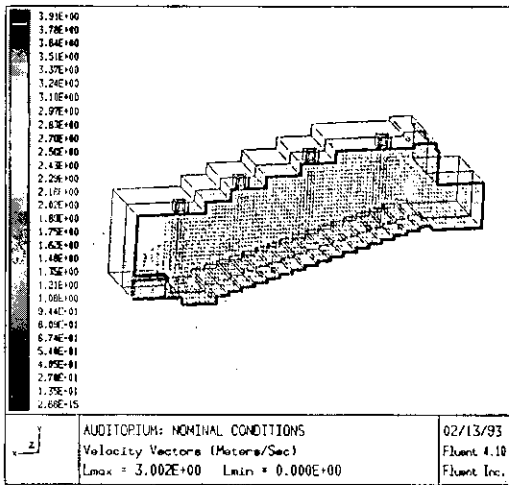 3.91E+00
3.78E+00
3.64E+00
3.51E+00
3.37E+00
3.24E+00
3.10E+00
2.97E+00
2.83E+00
2.70E+00
2.56E+00
2.43E+00
2.29E+00
2.16E+00
2.02E+00
1.89E+00
1.75E+00
1.62E+00
1.48E+00
1.35E+00
1.21E+00
1.08E+00
9.44E-01
8.09E-01
6.74E-01
5.40E-01
4.05E-01
2.70E-01
1.35E-01
2.68E-15
Y
X Z
AUDITORIUM: NOMINAL CONDITIONS
Velocity Vectors (Meters/Sec)
Lmax = 3.002E+00 Lmin = 0.000E+00
02/13/93
Fluent 4.10
Fluent Inc.